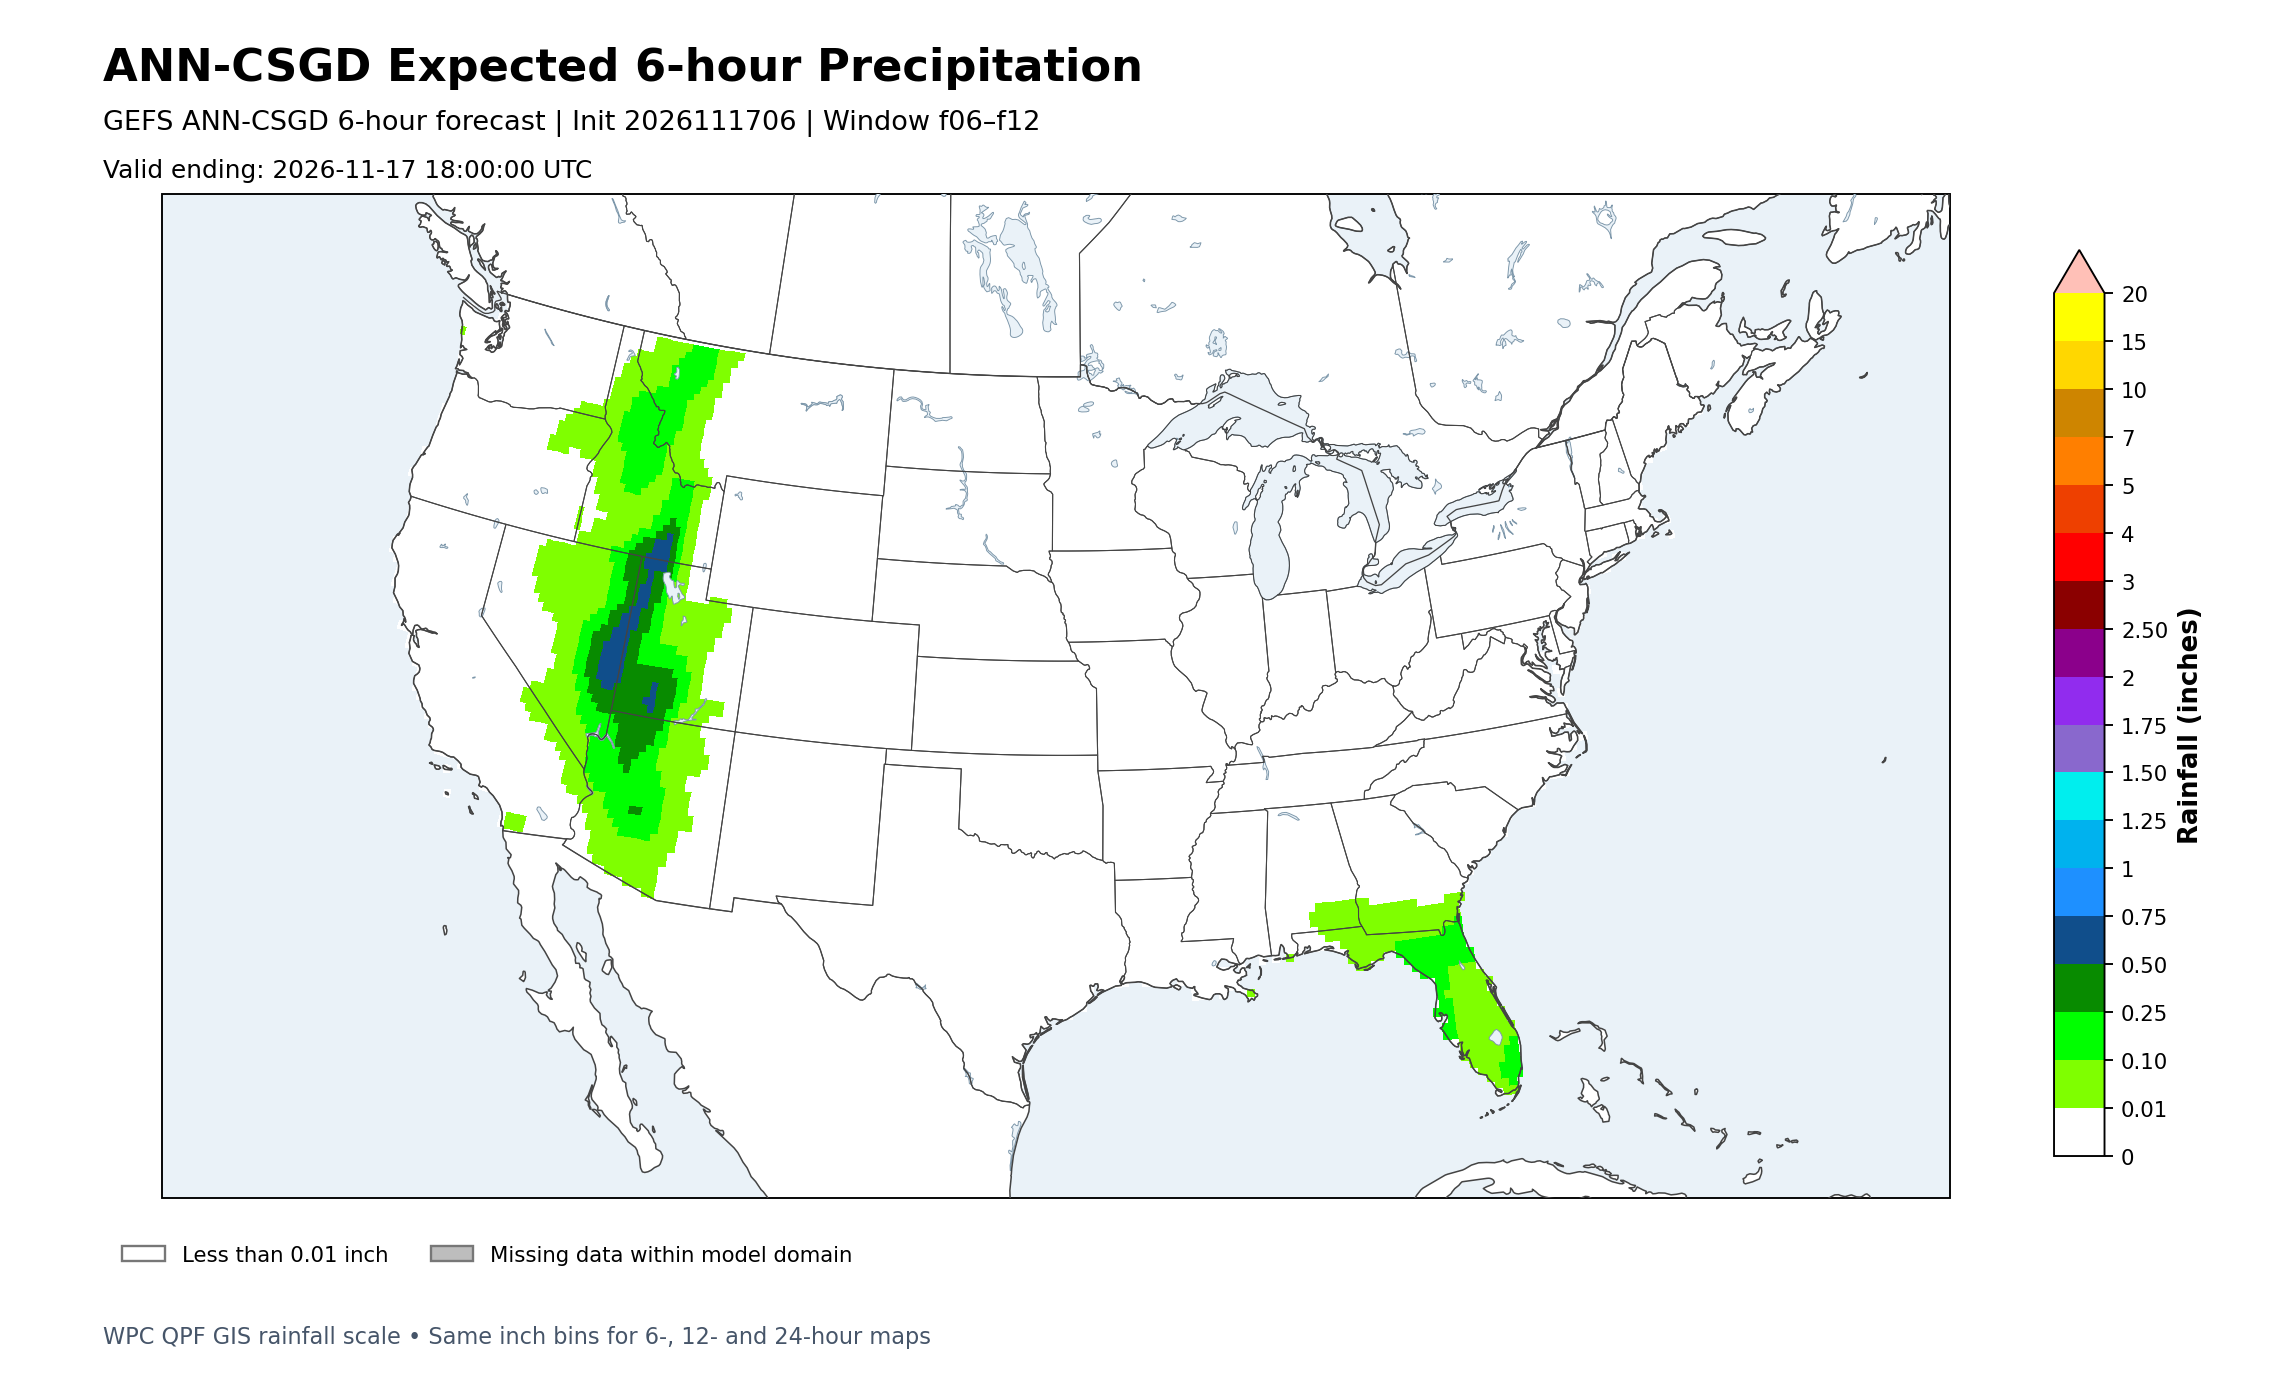 ANN-CSGD Expected 6-hour Precipitation
GEFS ANN-CSGD 6-hour forecast | Init 2026111706 | Window f06–f12
Valid ending: 2026-11-17 18:00:00 UTC
20
15
10
7
5
4
3
2.50
2
1.75
1.50
1.25
1
0.75
0.50
0.25
0.10
0.01
0
Rainfall (inches)
Less than 0.01 inch
Missing data within model domain
WPC QPF GIS rainfall scale • Same inch bins for 6-, 12- and 24-hour maps